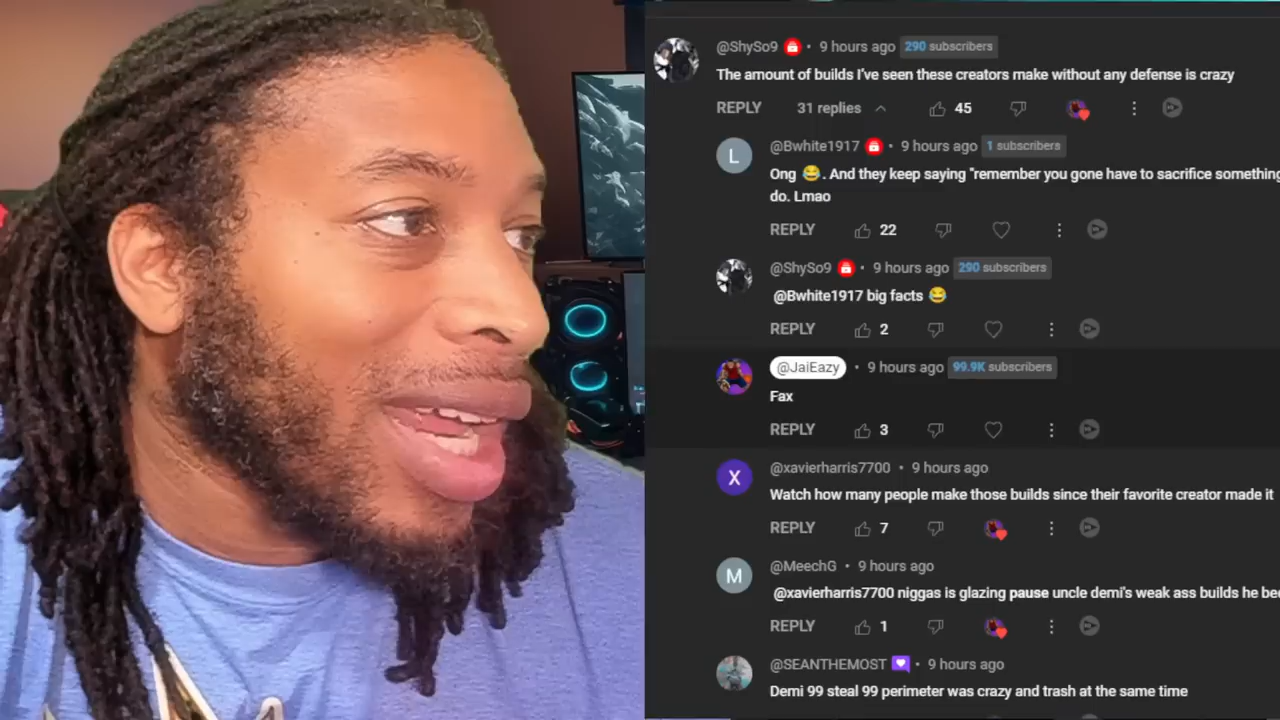 @ShySo9 • 9 hours ago 290 subscribers
The amount of builds I've seen these creators make without any defense is crazy
REPLY 31 replies 45
L @Bwhite1917 • 9 hours ago 1 subscribers
Ong 😂. And they keep saying "remember you gone have to sacrifice something
do. Lmao
REPLY 22
@ShySo9 • 9 hours ago 290 subscribers
@Bwhite1917 big facts 😂
REPLY 2
@JaiEazy • 9 hours ago 99.9K subscribers
Fax
REPLY 3
X @xavierharris7700 • 9 hours ago
Watch how many people make those builds since their favorite creator made it
REPLY 7
M @MeechG • 9 hours ago
@xavierharris7700 niggas is glazing pause uncle demi's weak ass builds he
REPLY 1
@SEANTHEMOST • 9 hours ago
Demi 99 steal 99 perimeter was crazy and trash at the same time